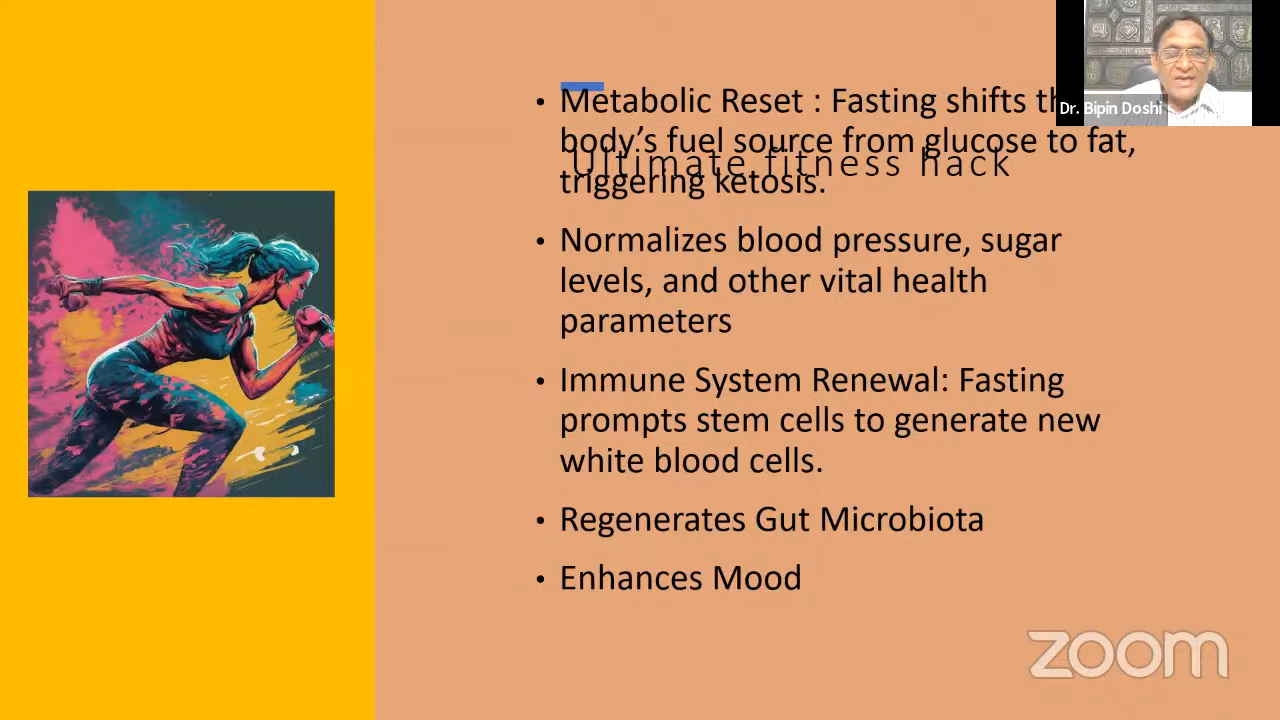 • Metabolic Reset : Fasting shifts
body's fuel source from glucose to fat,
Ultimate fitness hack
triggering ketosis.
• Normalizes blood pressure, sugar
levels, and other vital health
parameters
• Immune System Renewal: Fasting
prompts stem cells to generate new
white blood cells.
• Regenerates Gut Microbiota
• Enhances Mood
Dr. Bipin Doshi
zoom